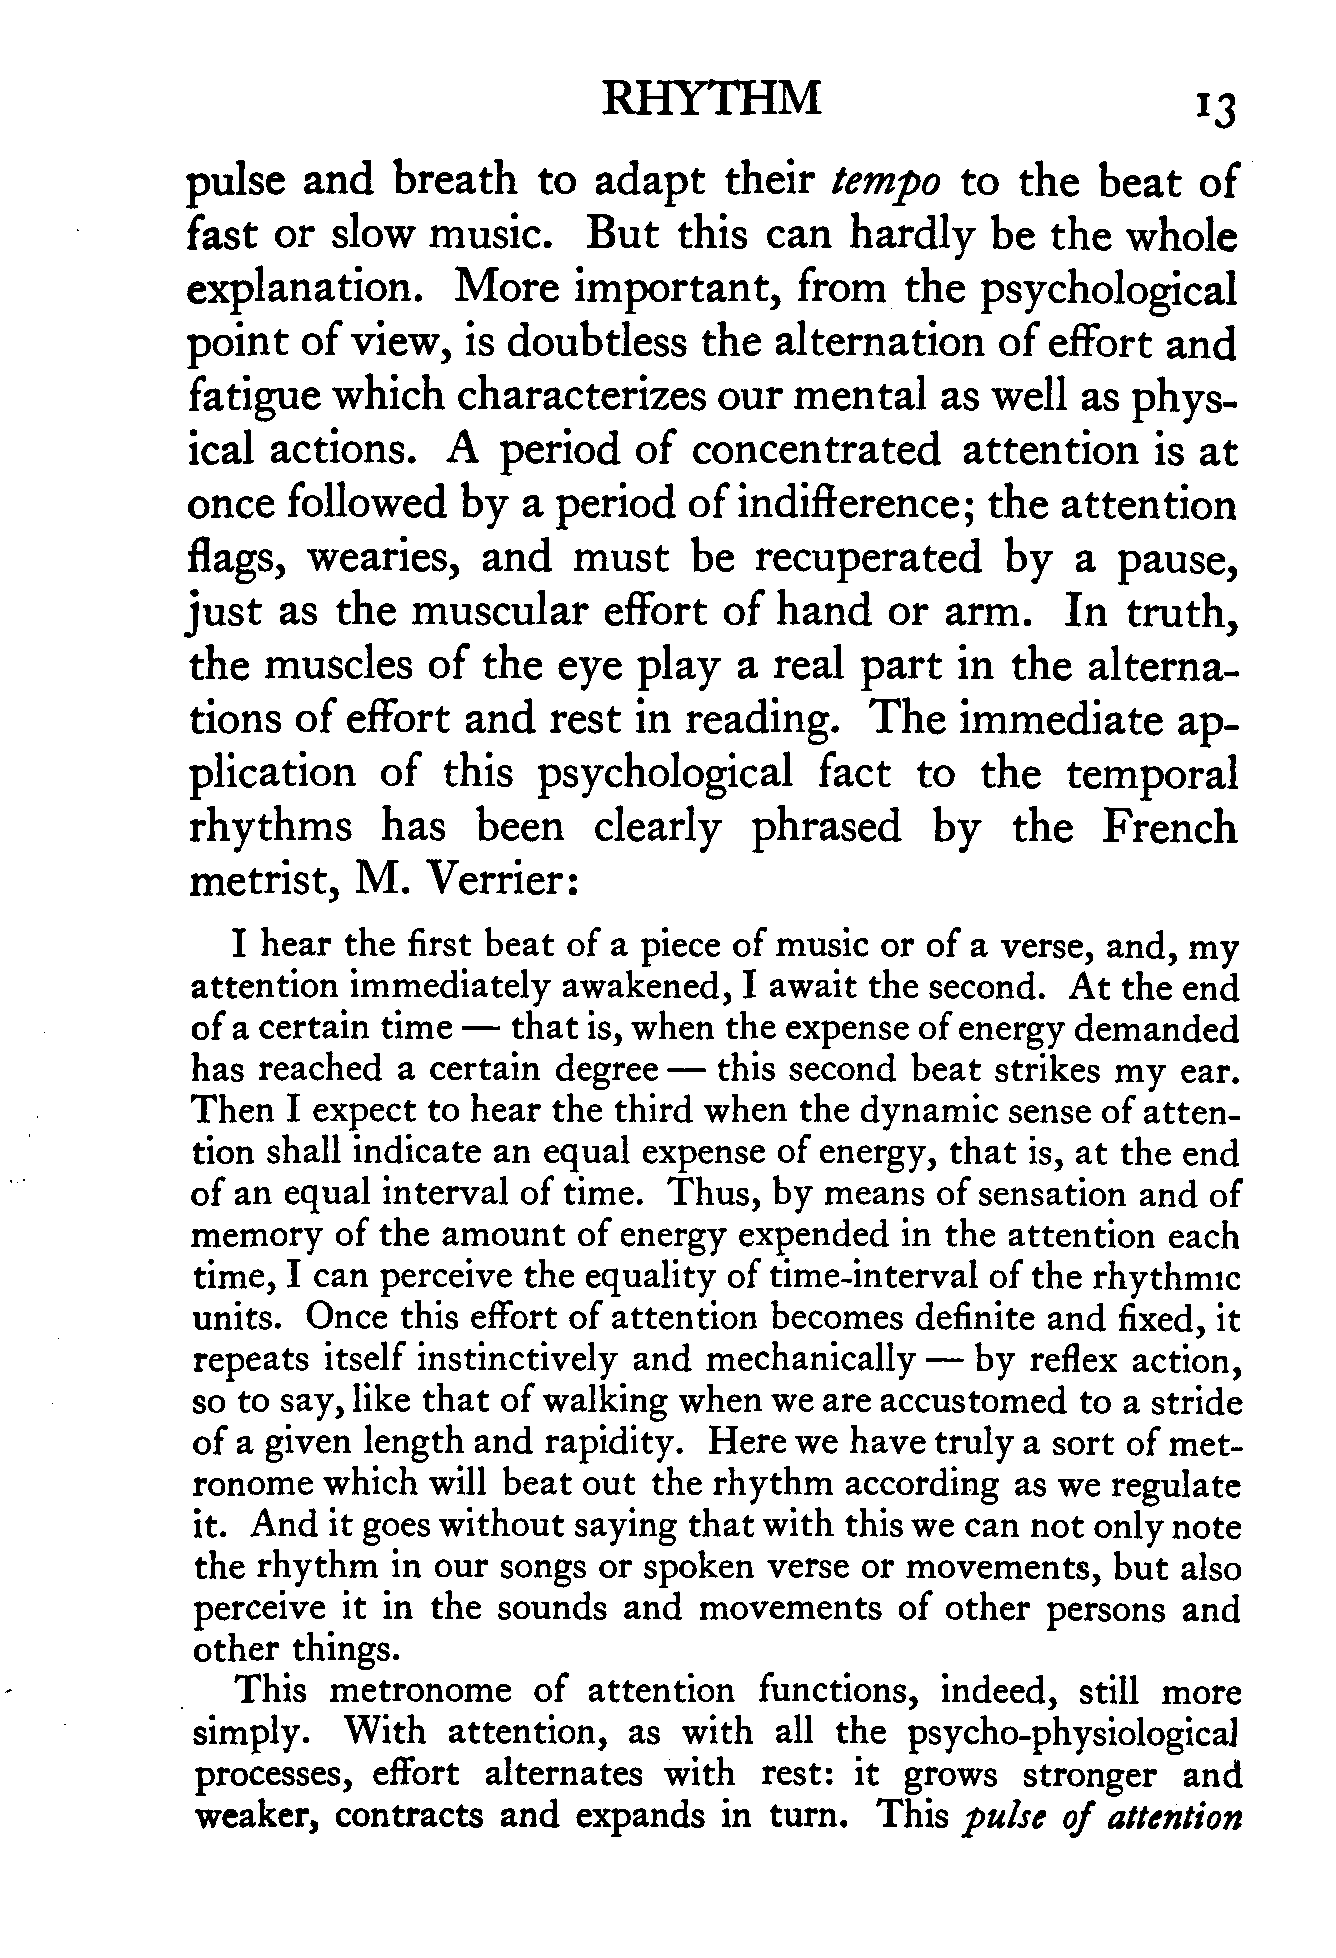 RHYTHM 13
pulse and breath to adapt their tempo to the beat of
fast or slow music. But this can hardly be the whole
explanation. More important, from the psychological
point of view, is doubtless the alternation of effort and
fatigue which characterizes our mental as well as phys-
ical actions. A period of concentrated attention is at
once followed by a period of indifference; the attention
flags, wearies, and must be recuperated by a pause,
just as the muscular effort of hand or arm. In truth,
the muscles of the eye play a real part in the alterna-
tions of effort and rest in reading. The immediate ap-
plication of this psychological fact to the temporal
rhythms has been clearly phrased by the French
metrist, M. Verrier:
I hear the first beat of a piece of music or of a verse, and, my
attention immediately awakened, I await the second. At the end
of a certain time — that is, when the expense of energy demanded
has reached a certain degree — this second beat strikes my ear.
Then I expect to hear the third when the dynamic sense of atten-
tion shall indicate an equal expense of energy, that is, at the end
of an equal interval of time. Thus, by means of sensation and of
memory of the amount of energy expended in the attention each
time, I can perceive the equality of time-interval of the rhythmic
units. Once this effort of attention becomes definite and fixed, it
repeats itself instinctively and mechanically — by reflex action,
so to say, like that of walking when we are accustomed to a stride
of a given length and rapidity. Here we have truly a sort of met-
ronome which will beat out the rhythm according as we regulate
it. And it goes without saying that with this we can not only note
the rhythm in our songs or spoken verse or movements, but also
perceive it in the sounds and movements of other persons and
other things.
This metronome of attention functions, indeed, still more
simply. With attention, as with all the psycho-physiological
processes, effort alternates with rest: it grows stronger and
weaker, contracts and expands in turn. This pulse of attention